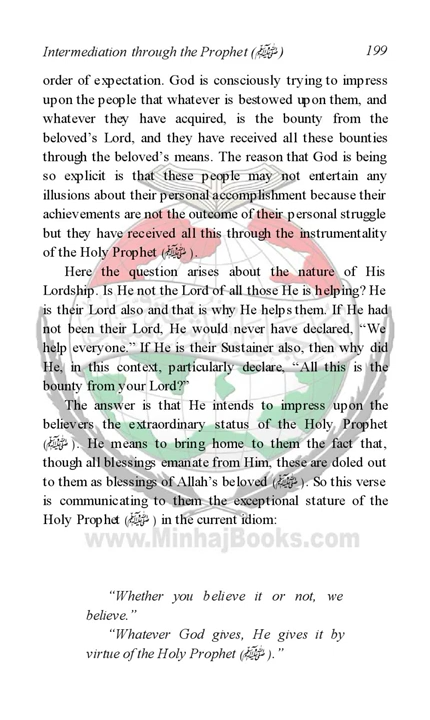 Intermediation through the Prophet (ﷺ) 199
order of expectation. God is consciously trying to impress
upon the people that whatever is bestowed upon them, and
whatever they have acquired, is the bounty from the
beloved’s Lord, and they have received all these bounties
through the beloved’s means. The reason that God is being
so explicit is that these people may not entertain any
illusions about their personal accomplishment because their
achievements are not the outcome of their personal struggle
but they have received all this through the instrumentality
of the Holy Prophet (ﷺ).
Here the question arises about the nature of His
Lordship. Is He not the Lord of all those He is helping? He
is their Lord also and that is why He helps them. If He had
not been their Lord, He would never have declared, “We
help everyone.” If He is their Sustainer also, then why did
He, in this context, particularly declare, “All this is the
bounty from your Lord?”
The answer is that He intends to impress upon the
believers the extraordinary status of the Holy Prophet
(ﷺ). He means to bring home to them the fact that,
though all blessings emanate from Him, these are doled out
to them as blessings of Allah’s beloved (ﷺ). So this verse
is communicating to them the exceptional stature of the
Holy Prophet (ﷺ) in the current idiom:
www.MinhajBooks.com
“Whether you believe it or not, we
believe.”
“Whatever God gives, He gives it by
virtue of the Holy Prophet (ﷺ).”